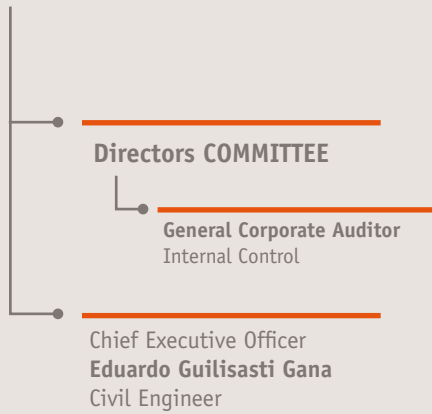 Directors COMMITTEE
General Corporate Auditor
Internal Control
Chief Executive Officer
Eduardo Guilisasti Gana
Civil Engineer